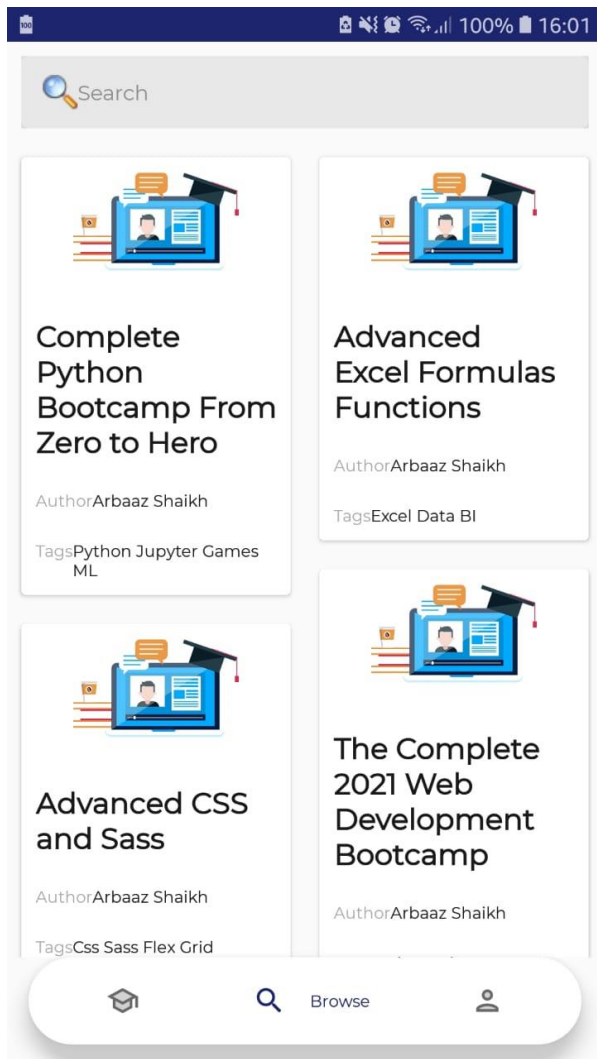 100
100% 16:01
Search
Complete
Python
Bootcamp From
Zero to Hero
AuthorArbaaz Shaikh
TagsPython Jupyter Games
ML
Advanced
Excel Formulas
Functions
AuthorArbaaz Shaikh
TagsExcel Data BI
Advanced CSS
and Sass
AuthorArbaaz Shaikh
TagsCss Sass Flex Grid
The Complete
2021 Web
Development
Bootcamp
AuthorArbaaz Shaikh
Browse